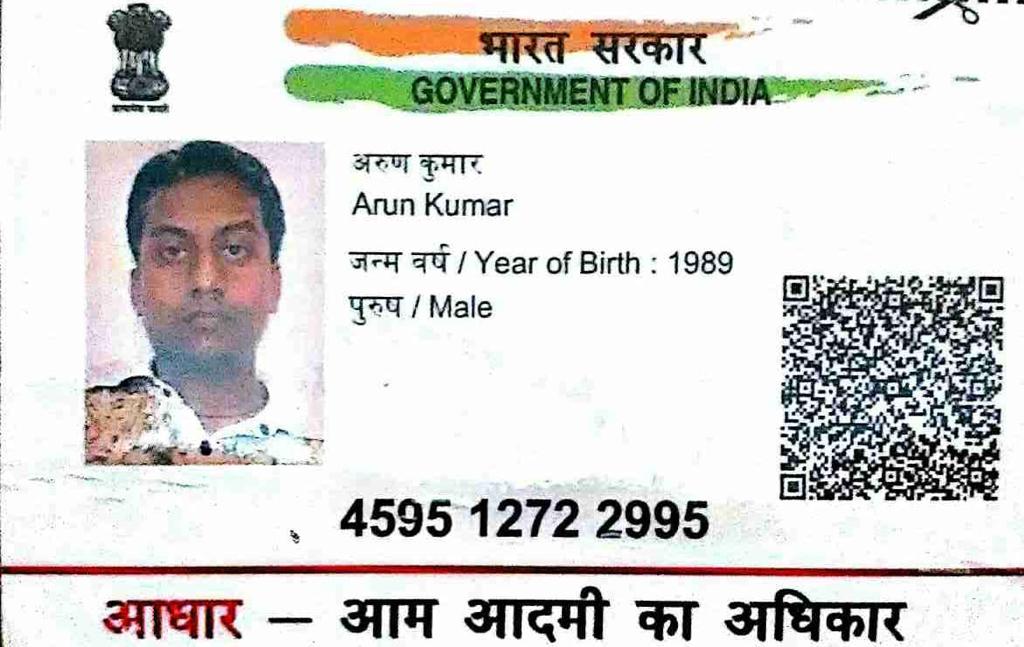 भारत सरकार
GOVERNMENT OF INDIA
अरुण कुमार
Arun Kumar
जन्म वर्ष / Year of Birth : 1989
पुरुष / Male
4595 1272 2995
आधार — आम आदमी का अधिकार